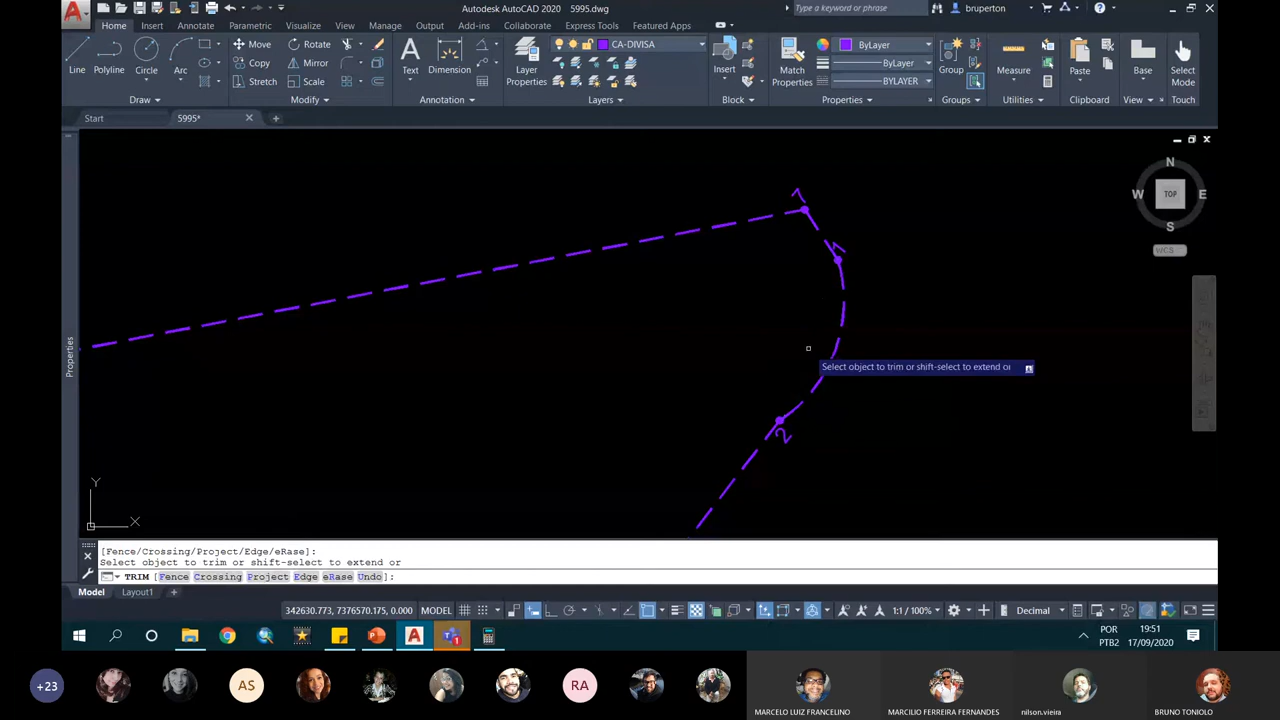 Autodesk AutoCAD 2020 5995.dwg
Type a keyword or phrase
bruperton
Home Insert Annotate Parametric Visualize View Manage Output Add-ins Collaborate Express Tools Featured Apps
Line Polyline Circle Arc
Move Rotate
Copy Mirror
Stretch Scale
Text Dimension
Layer Properties
CA-DIVISA
Insert
Match Properties
ByLayer
ByLayer
BYLAYER
Group
Measure
Paste
Base
Select Mode
Draw Modify Annotation Layers Block Properties Groups Utilities Clipboard View Touch
Start 5995*
N
W TOP E
S
WCS
Properties
7
1
2
Select object to trim or shift-select to extend or
Y
X
[Fence/Crossing/Project/Edge/eRase]:
Select object to trim or shift-select to extend or
TRIM [Fence Crossing Project Edge eRase Undo]:
Model Layout1
342630.773, 7376570.175, 0.000 MODEL 1:1 / 100% Decimal
POR 19:51
PTB2 17/09/2020
+23 AS RA
MARCELO LUIZ FRANCELINO MARCILIO FERREIRA FERNANDES nilson.vieira BRUNO TONIOLO